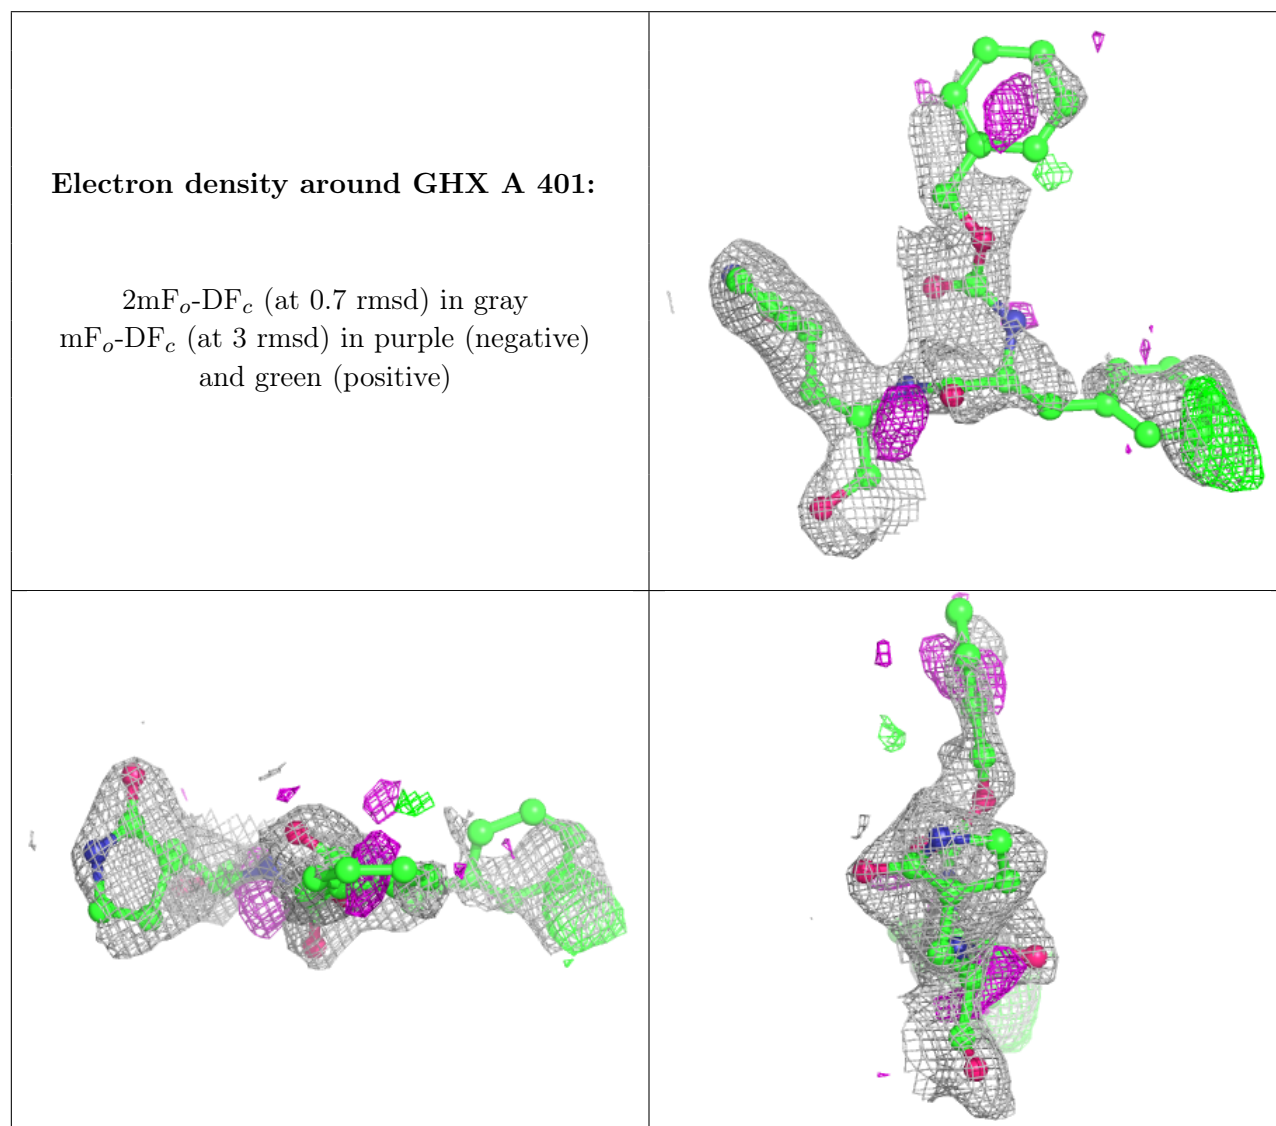 Electron density around GHX A 401:
2mFₒ-DF𝒸 (at 0.7 rmsd) in gray
mFₒ-DF𝒸 (at 3 rmsd) in purple (negative)
and green (positive)